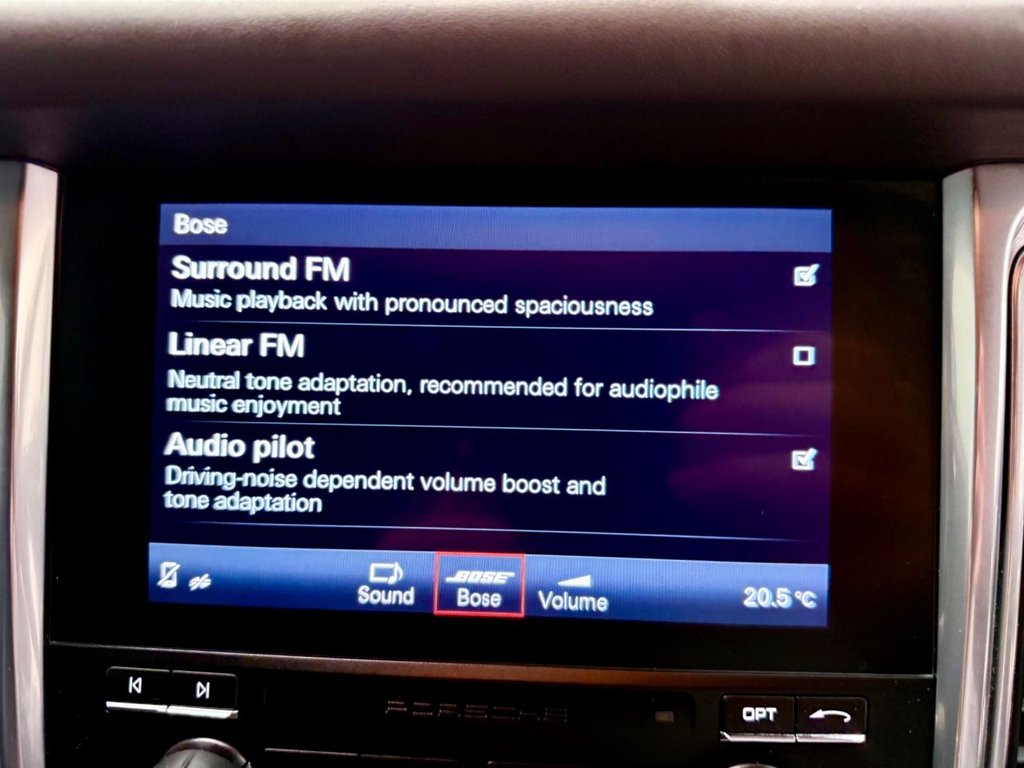 Bose
Surround FM
Music playback with pronounced spaciousness
Linear FM
Neutral tone adaptation, recommended for audiophile
music enjoyment
Audio pilot
Driving-noise dependent volume boost and
tone adaptation
BOSE
Sound Bose Volume 20.5 °C
PORSCHE
OPT